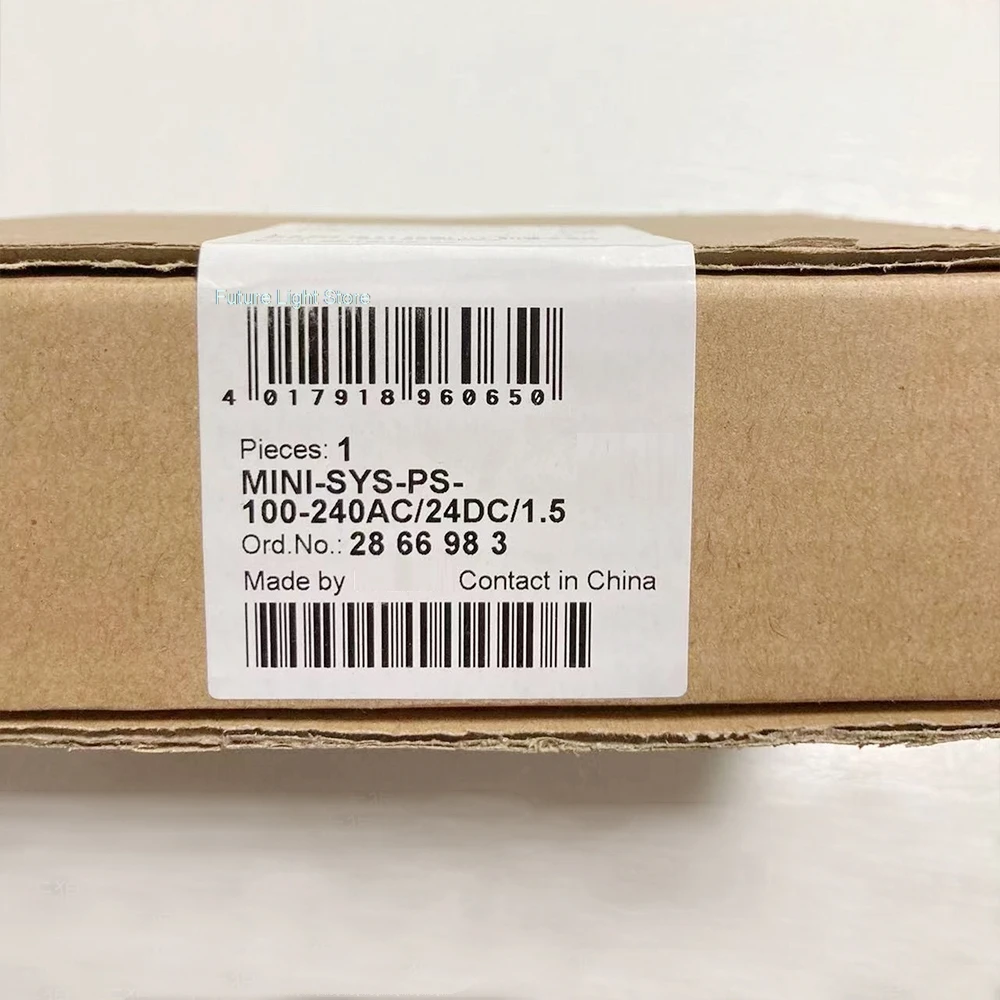 Future Light Store
4 017918 960650
Pieces: 1
MINI-SYS-PS-
100-240AC/24DC/1.5
Ord.No.: 28 66 98 3
Made by Contact in China